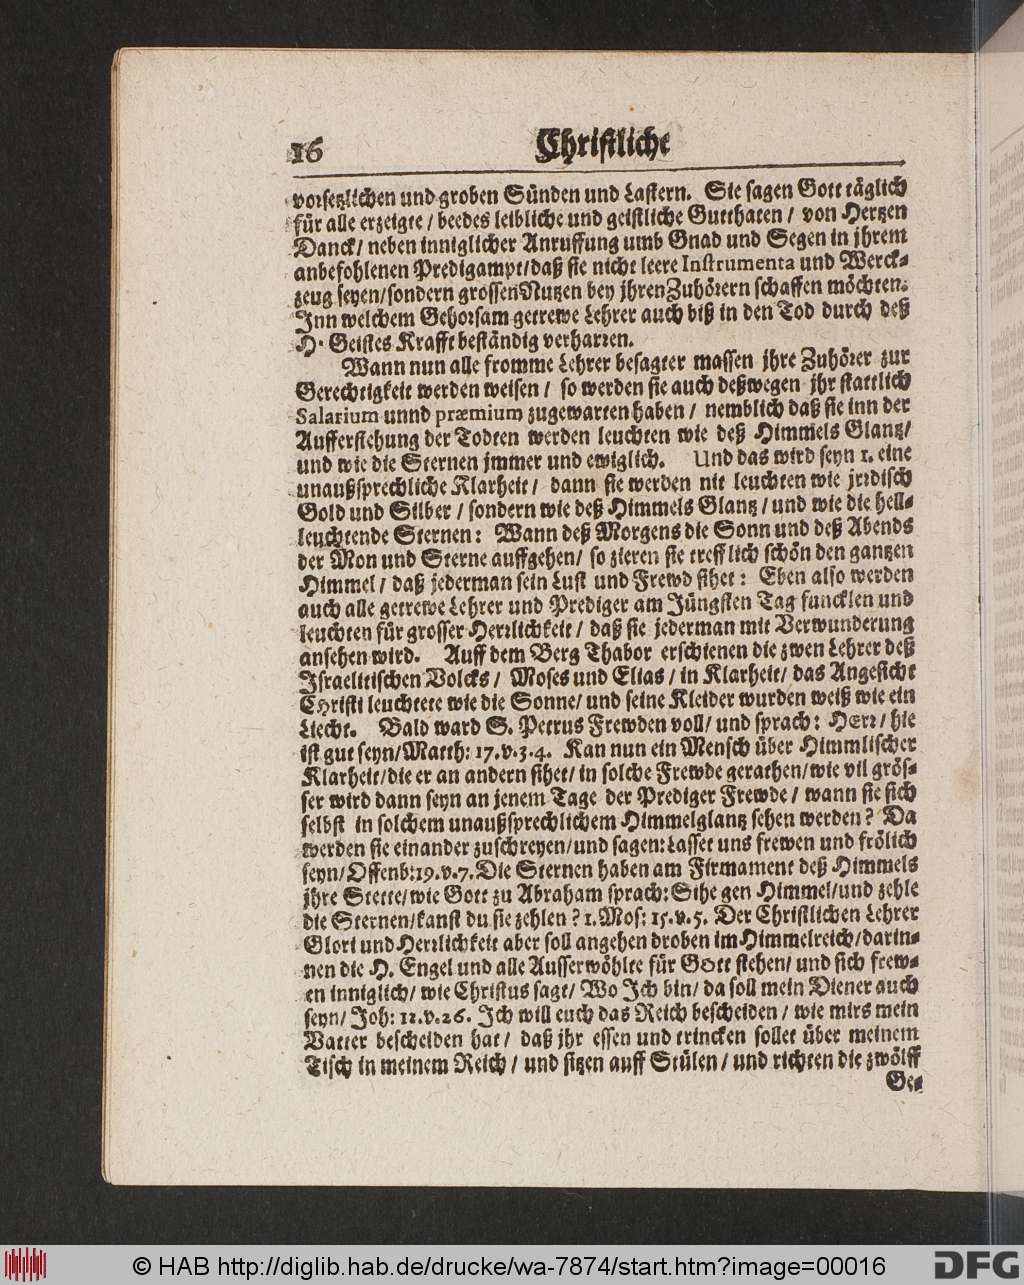 16 Christliche
vorsetzlichen und groben Sünden und Lastern. Sie sagen Gott täglich
für alle erzeigte / beedes leibliche und geistliche Gutthaten / von Hertzen
Danck / neben inniglicher Anruffung umb Gnad und Segen in jhrem
anbefohlenen Predigampt / daß sie nicht leere Instrumenta und Werck-
zeug seyen / sondern grossen Nutzen bey jhren Zuhörern schaffen möchten.
Inn welchem Gehorsam getrewe Lehrer auch biß in den Tod durch deß
H. Geistes Krafft beständig verharren.
Wann nun alle fromme Lehrer besagter massen jhre Zuhörer zur
Gerechtigkeit werden weisen / so werden sie auch deßwegen jhr stattlich
Salarium unnd præmium zugewarten haben / nemblich daß sie inn der
Aufferstehung der Todten werden leuchten wie deß Himmels Glantz /
und wie die Sternen jmmer und ewiglich. Und das wird seyn 1. eine
unaußsprechliche Klarheit / dann sie werden nit leuchten wie jrrdisch
Gold und Silber / sondern wie deß Himmels Glantz / und wie die hell-
leuchtende Sternen: Wann deß Morgens die Sonn und deß Abends
der Mon und Sterne auffgehen / so zieren sie trefflich schön den gantzen
Himmel / daß jederman sein Lust und Frewd sihet: Eben also werden
auch alle getrewe Lehrer und Prediger am Jüngsten Tag funcklen und
leuchten für grosser Herrlichkeit / daß sie jederman mit Verwunderung
ansehen wird. Auff dem Berg Thabor erschienen die zwen Lehrer deß
Israelitischen Volcks / Moses und Elias / in Klarheit / das Angesicht
CHristi leuchtete wie die Sonne / und seine Kleider wurden weiß wie ein
Liecht. Bald ward S. Petrus Frewden voll / und sprach: HErr / hie
ist gut seyn / Matth: 17. v. 3. 4. Kan nun ein Mensch über Himmlischer
Klarheit / die er an andern sihet / in solche Frewde gerathen / wie vil grös-
ser wird dann seyn an jenem Tage der Prediger Frewde / wann sie sich
selbst in solchem unaußsprechlichem Himmelglantz sehen werden? Da
werden sie einander zuschreyen / und sagen: Lasset uns frewen und frölich
seyn / Offenb: 19. v. 7. Die Sternen haben am Firmament deß Himmels
jhre Stette / wie Gott zu Abraham sprach: Sihe gen Himmel / und zehle
die Sternen / kanst du sie zehlen? 1. Mos: 15. v. 5. Der Christlichen Lehrer
Glori und Herrlichkeit aber soll angehen droben im Himmelreich / darin-
nen die H. Engel und alle Ausserwöhlte für GOtt stehen / und sich frew-
en inniglich / wie Christus sagt / Wo Ich bin / da soll mein Diener auch
seyn / Joh: 12. v. 26. Ich will euch das Reich bescheiden / wie mirs mein
Vatter bescheiden hat / daß jhr essen und trincken sollet über meinem
Tisch in meinem Reich / und sitzen auff Stülen / und richten die zwölff
Ge-
© HAB http://diglib.hab.de/drucke/wa-7874/start.htm?image=00016
DFG